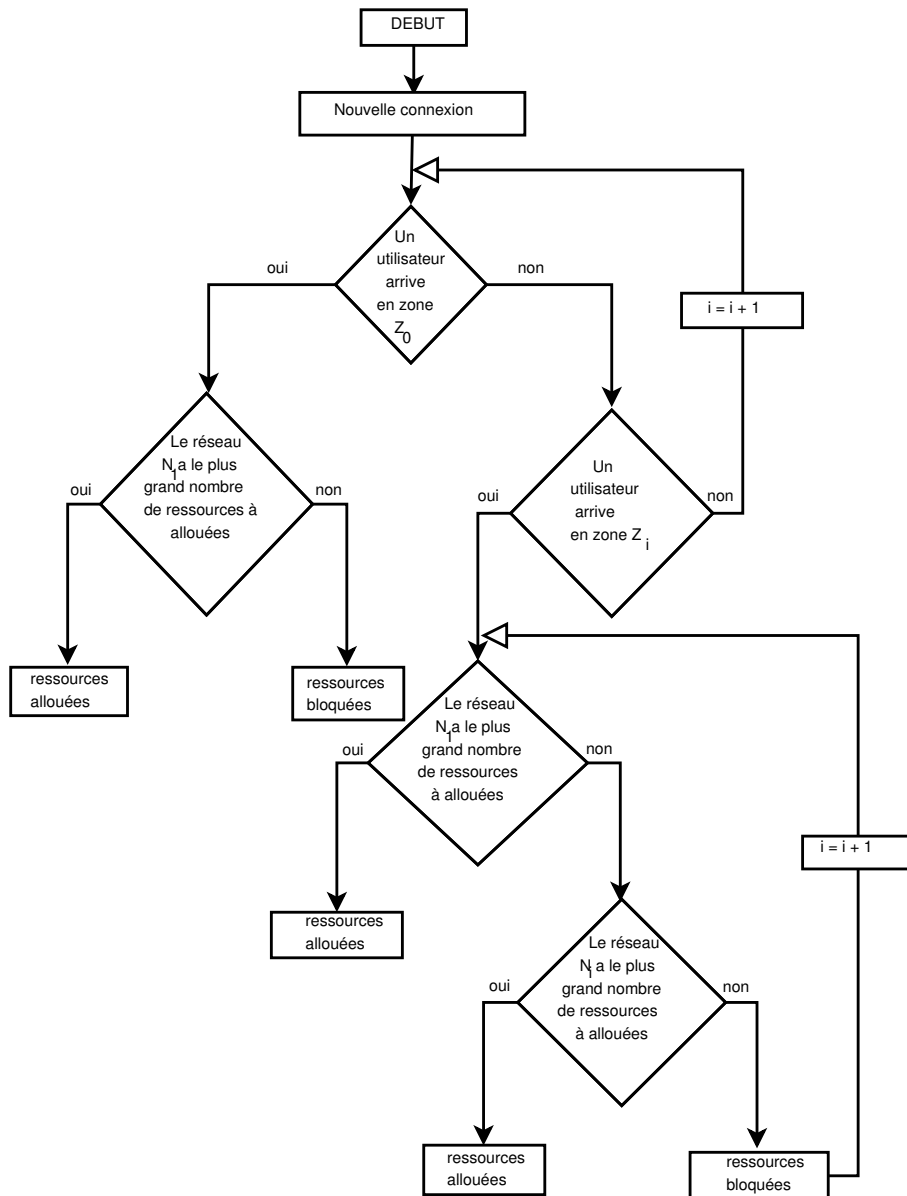 DEBUT
Nouvelle connexion
Un
utilisateur
arrive
en zone
Z0
oui
non
i = i + 1
Le réseau
N1 a le plus
grand nombre
de ressources à
allouées
oui
non
Un
utilisateur
arrive
en zone Z i
oui
non
ressources
allouées
ressources
bloquées
Le réseau
N1 a le plus
grand nombre
de ressources
à allouées
oui
non
i = i + 1
ressources
allouées
Le réseau
N1 a le plus
grand nombre
de ressources
à allouées
oui
non
ressources
allouées
ressources
bloquées